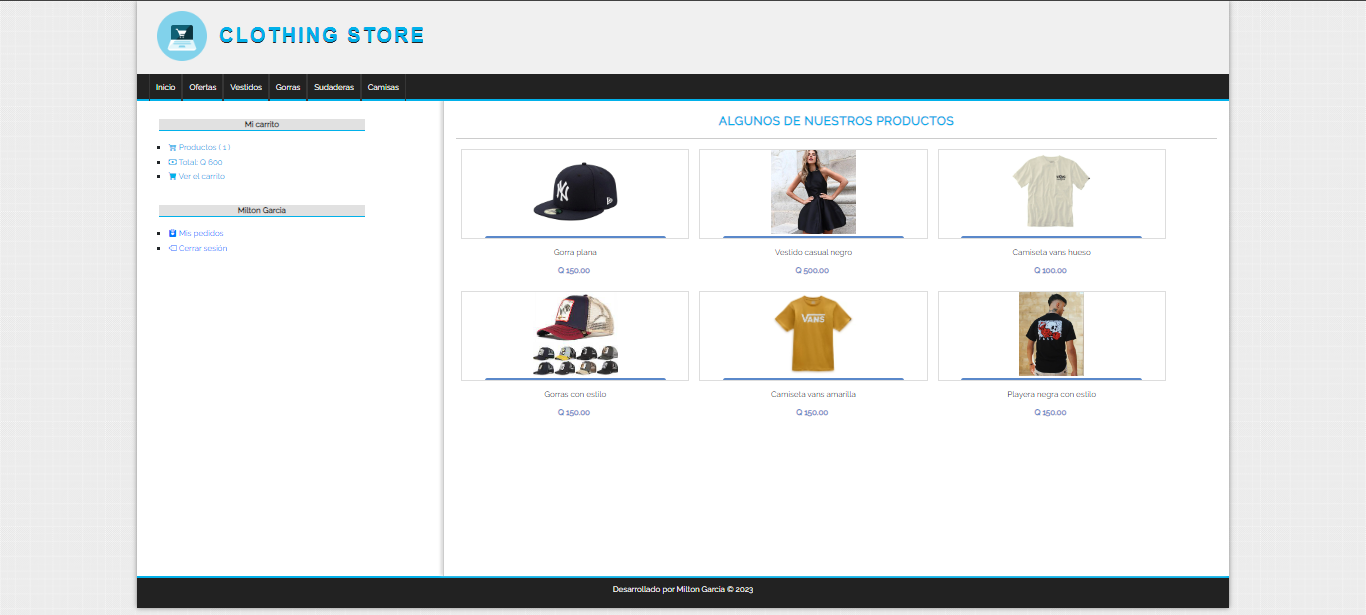 CLOTHING STORE
Inicio Ofertas Vestidos Gorras Sudaderas Camisas
Mi carrito
Productos ( 1 )
Total: Q 600
Ver el carrito
Milton Garcia
Mis pedidos
Cerrar sesión
ALGUNOS DE NUESTROS PRODUCTOS
Gorra plana
Q 150.00
Vestido casual negro
Q 500.00
Camiseta vans hueso
Q 100.00
Gorras con estilo
Q 150.00
VANS
Camiseta vans amarilla
Q 150.00
Playera negra con estilo
Q 150.00
Desarrollado por Milton Garcia © 2023